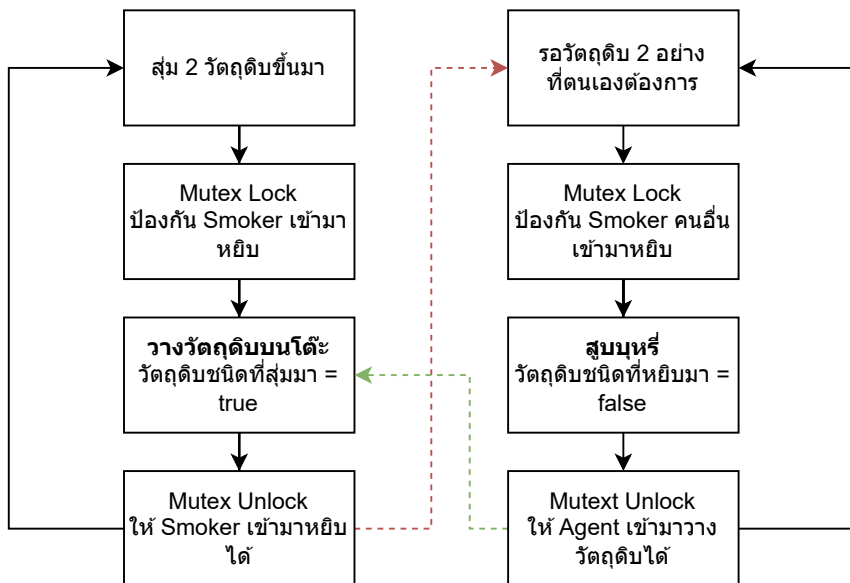 สุ่ม 2 วัตถุดิบขึ้นมา
Mutex Lock
ป้องกัน Smoker เข้ามา
หยิบ
วางวัตถุดิบบนโต๊ะ
วัตถุดิบชนิดที่สุ่มมา =
true
Mutex Unlock
ให้ Smoker เข้ามาหยิบ
ได้
รอวัตถุดิบ 2 อย่าง
ที่ตนเองต้องการ
Mutex Lock
ป้องกัน Smoker คนอื่น
เข้ามาหยิบ
สูบบุหรี่
วัตถุดิบชนิดที่หยิบมา =
false
Mutext Unlock
ให้ Agent เข้ามาวาง
วัตถุดิบได้